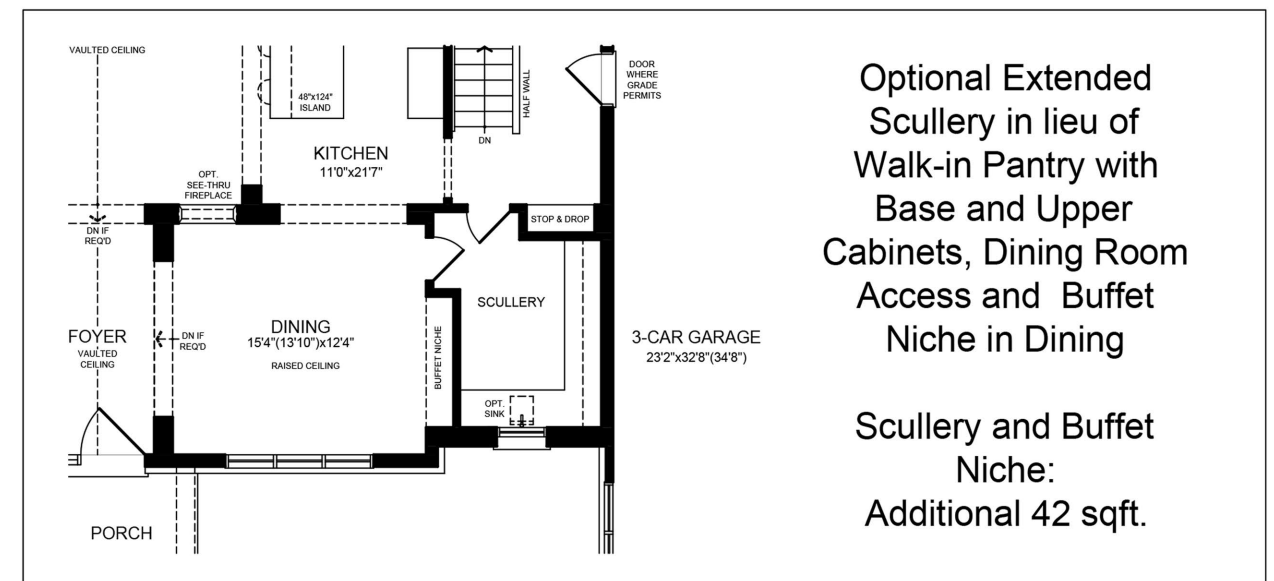 VAULTED CEILING
48"x124"
ISLAND
HALF WALL
DN
DOOR
WHERE
GRADE
PERMITS
KITCHEN
11'0"x21'7"
OPT.
SEE-THRU
FIREPLACE
DN IF
REQ'D
STOP & DROP
SCULLERY
FOYER
VAULTED
CEILING
DN IF
REQ'D
DINING
15'4"(13'10")x12'4"
RAISED CEILING
BUFFET NICHE
OPT.
SINK
3-CAR GARAGE
23'2"x32'8"(34'8")
PORCH
Optional Extended
Scullery in lieu of
Walk-in Pantry with
Base and Upper
Cabinets, Dining Room
Access and Buffet
Niche in Dining
Scullery and Buffet
Niche:
Additional 42 sqft.